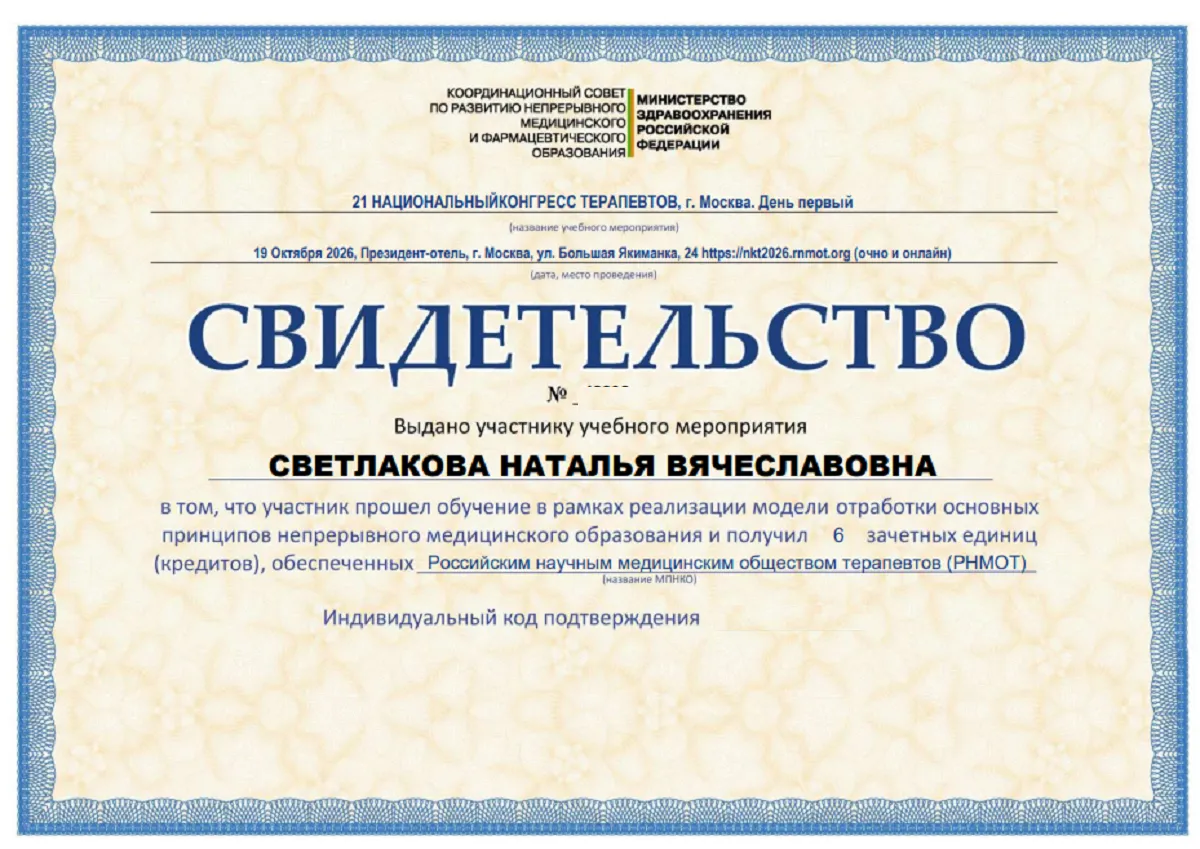 КООРДИНАЦИОННЫЙ СОВЕТ
ПО РАЗВИТИЮ НЕПРЕРЫВНОГО
МЕДИЦИНСКОГО
И ФАРМАЦЕВТИЧЕСКОГО
ОБРАЗОВАНИЯ
МИНИСТЕРСТВО
ЗДРАВООХРАНЕНИЯ
РОССИЙСКОЙ
ФЕДЕРАЦИИ
21 НАЦИОНАЛЬНЫЙКОНГРЕСС ТЕРАПЕВТОВ, г. Москва. День первый
(название учебного мероприятия)
19 Октября 2026, Президент-отель, г. Москва, ул. Большая Якиманка, 24 https://nkt2026.rnmot.org (очно и онлайн)
(дата, место проведения)
СВИДЕТЕЛЬСТВО
№
Выдано участнику учебного мероприятия
СВЕТЛАКОВА НАТАЛЬЯ ВЯЧЕСЛАВОВНА
в том, что участник прошел обучение в рамках реализации модели отработки основных
принципов непрерывного медицинского образования и получил 6 зачетных единиц
(кредитов), обеспеченных Российским научным медицинским обществом терапевтов (РНМОТ)
(название МПНКО)
Индивидуальный код подтверждения